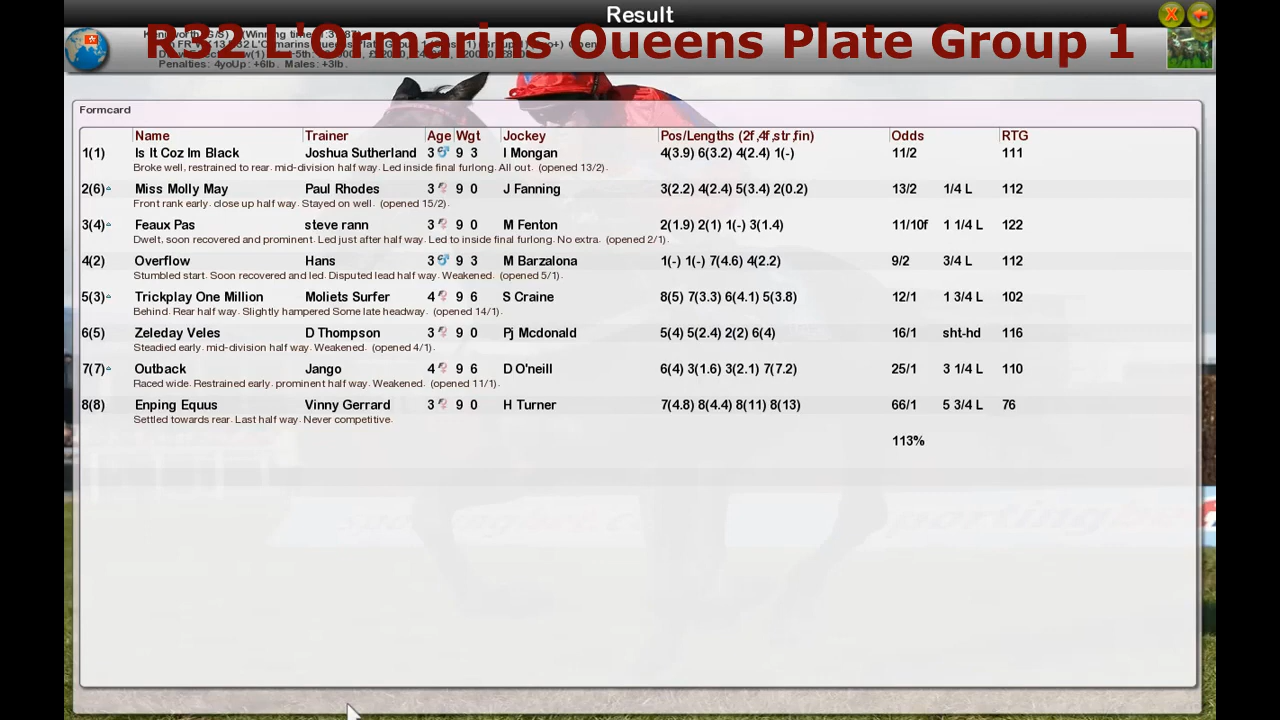 Result
R32 L'Ormarins Queens Plate Group 1
Penalties: 4yoUp: +6lb. Males: +3lb.
Formcard
Name Trainer Age Wgt Jockey Pos/Lengths (2f,4f,str,fin) Odds RTG
1(1) Is It Coz Im Black Joshua Sutherland 3 9 3 I Mongan 4(3.9) 6(3.2) 4(2.4) 1(-) 11/2 111
Broke well, restrained to rear. mid-division half way. Led inside final furlong. All out. (opened 13/2).
2(6) Miss Molly May Paul Rhodes 3 9 0 J Fanning 3(2.2) 4(2.4) 5(3.4) 2(0.2) 13/2 1/4 L 112
Front rank early. close up half way. Stayed on well. (opened 15/2).
3(4) Feaux Pas steve rann 3 9 0 M Fenton 2(1.9) 2(1) 1(-) 3(1.4) 11/10f 1 1/4 L 122
Dwelt, soon recovered and prominent. Led just after half way. Led to inside final furlong. No extra. (opened 2/1).
4(2) Overflow Hans 3 9 3 M Barzalona 1(-) 1(-) 7(4.6) 4(2.2) 9/2 3/4 L 112
Stumbled start. Soon recovered and led. Disputed lead half way. Weakened. (opened 5/1).
5(3) Trickplay One Million Moliets Surfer 4 9 6 S Craine 8(5) 7(3.3) 6(4.1) 5(3.8) 12/1 1 3/4 L 102
Behind. Rear half way. Slightly hampered Some late headway. (opened 14/1).
6(5) Zeleday Veles D Thompson 3 9 0 Pj Mcdonald 5(4) 5(2.4) 2(2) 6(4) 16/1 sht-hd 116
Steadied early. mid-division half way. Weakened. (opened 4/1).
7(7) Outback Jango 4 9 6 D O'neill 6(4) 3(1.6) 3(2.1) 7(7.2) 25/1 3 1/4 L 110
Raced wide. Restrained early. prominent half way. Weakened. (opened 11/1).
8(8) Enping Equus Vinny Gerrard 3 9 0 H Turner 7(4.8) 8(4.4) 8(11) 8(13) 66/1 5 3/4 L 76
Settled towards rear. Last half way. Never competitive.
113%